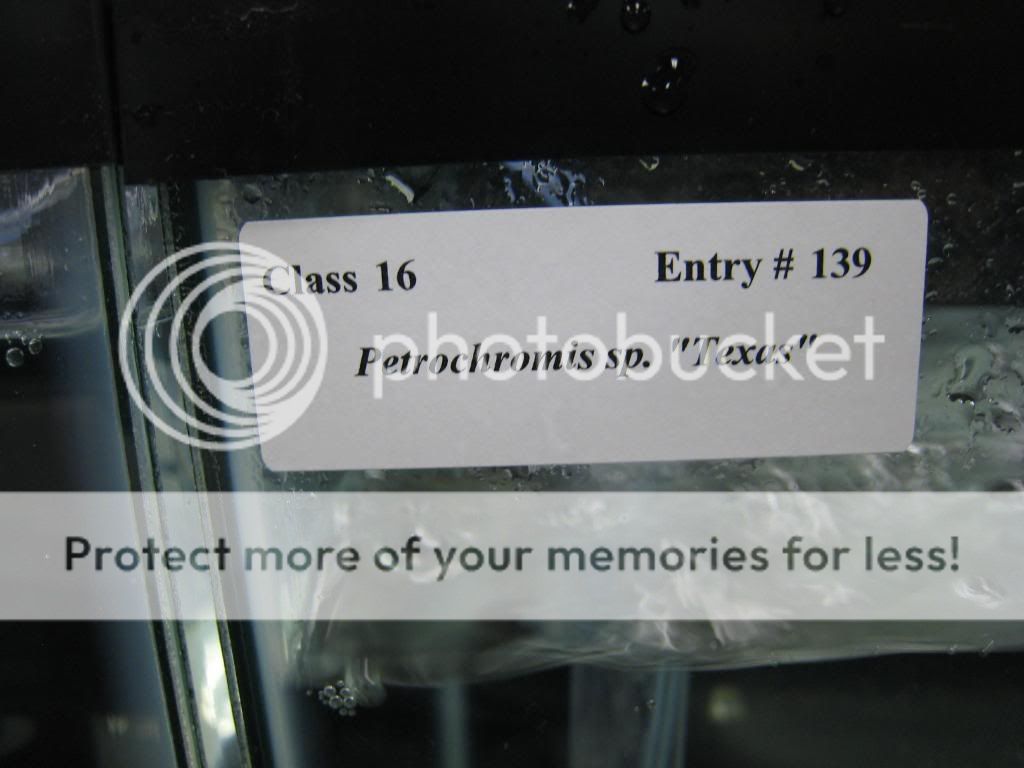 Class 16 Entry # 139
Petrochromis sp. "Texas"
photobucket
Protect more of your memories for less!